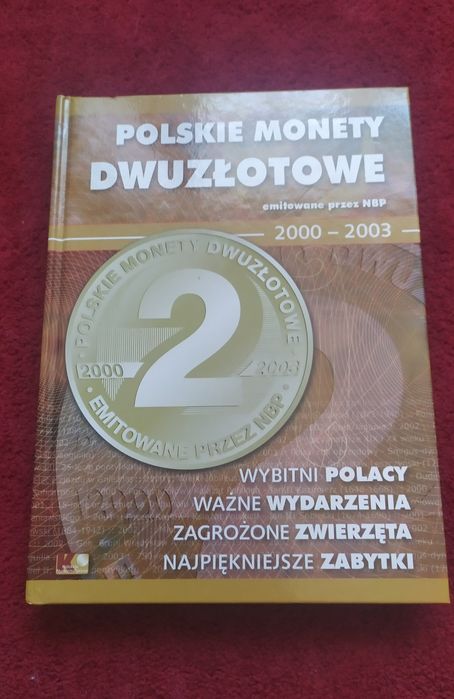 POLSKIE MONETY
DWUZŁOTOWE
emitowane przez NBP
2000 – 2003
· POLSKIE MONETY DWUZŁOTOWE ·
2
2000
2003
EMITOWANE PRZEZ NBP
WYBITNI POLACY
WAŻNE WYDARZENIA
ZAGROŻONE ZWIERZĘTA
NAJPIĘKNIEJSZE ZABYTKI